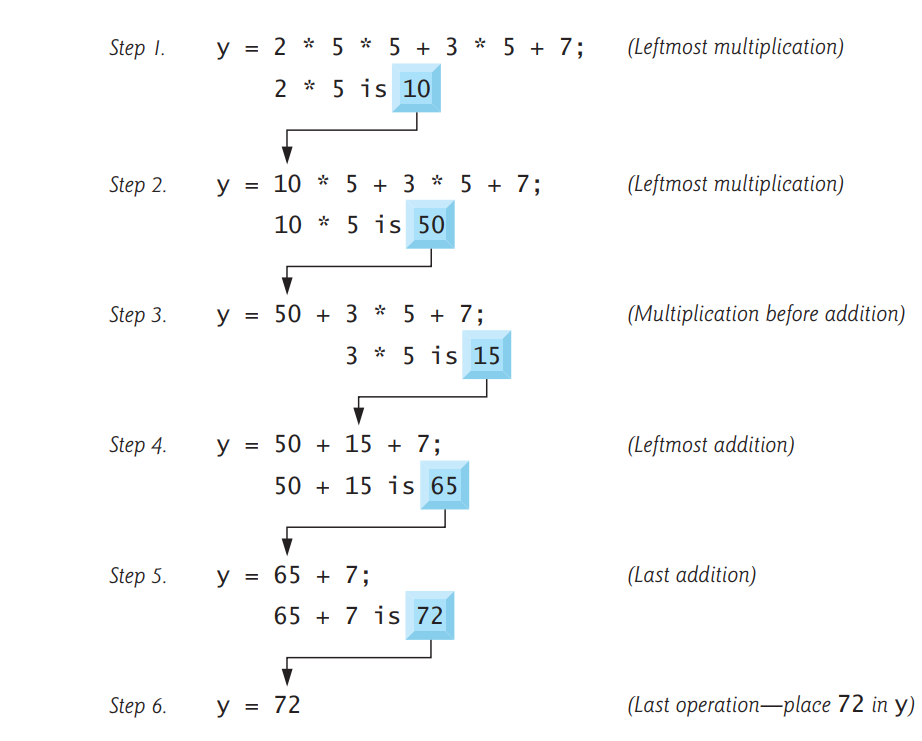 Step 1. y = 2 * 5 * 5 + 3 * 5 + 7; (Leftmost multiplication)
2 * 5 is 10
Step 2. y = 10 * 5 + 3 * 5 + 7; (Leftmost multiplication)
10 * 5 is 50
Step 3. y = 50 + 3 * 5 + 7; (Multiplication before addition)
3 * 5 is 15
Step 4. y = 50 + 15 + 7; (Leftmost addition)
50 + 15 is 65
Step 5. y = 65 + 7; (Last addition)
65 + 7 is 72
Step 6. y = 72 (Last operation—place 72 in y)